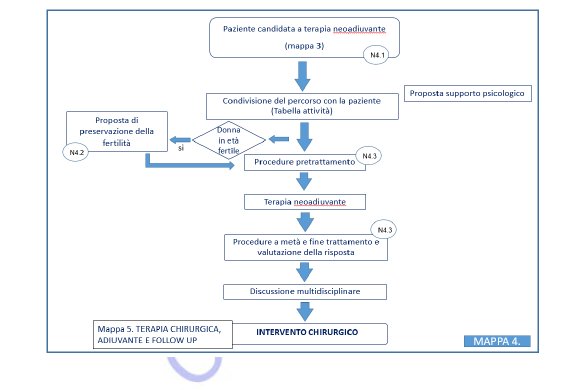 Paziente candidata a terapia neoadiuvante
(mappa 3)
N4.1
Proposta supporto psicologico
Condivisione del percorso con la paziente
(Tabella attività)
Proposta di
preservazione della
fertilità
N4.2
si
Donna
in età
fertile
Procedure pretrattamento
N4.3
Terapia neoadiuvante
N4.3
Procedure a metà e fine trattamento e
valutazione della risposta
Discussione multidisciplinare
Mappa 5. TERAPIA CHIRURGICA,
ADIUVANTE E FOLLOW UP
INTERVENTO CHIRURGICO
MAPPA 4.